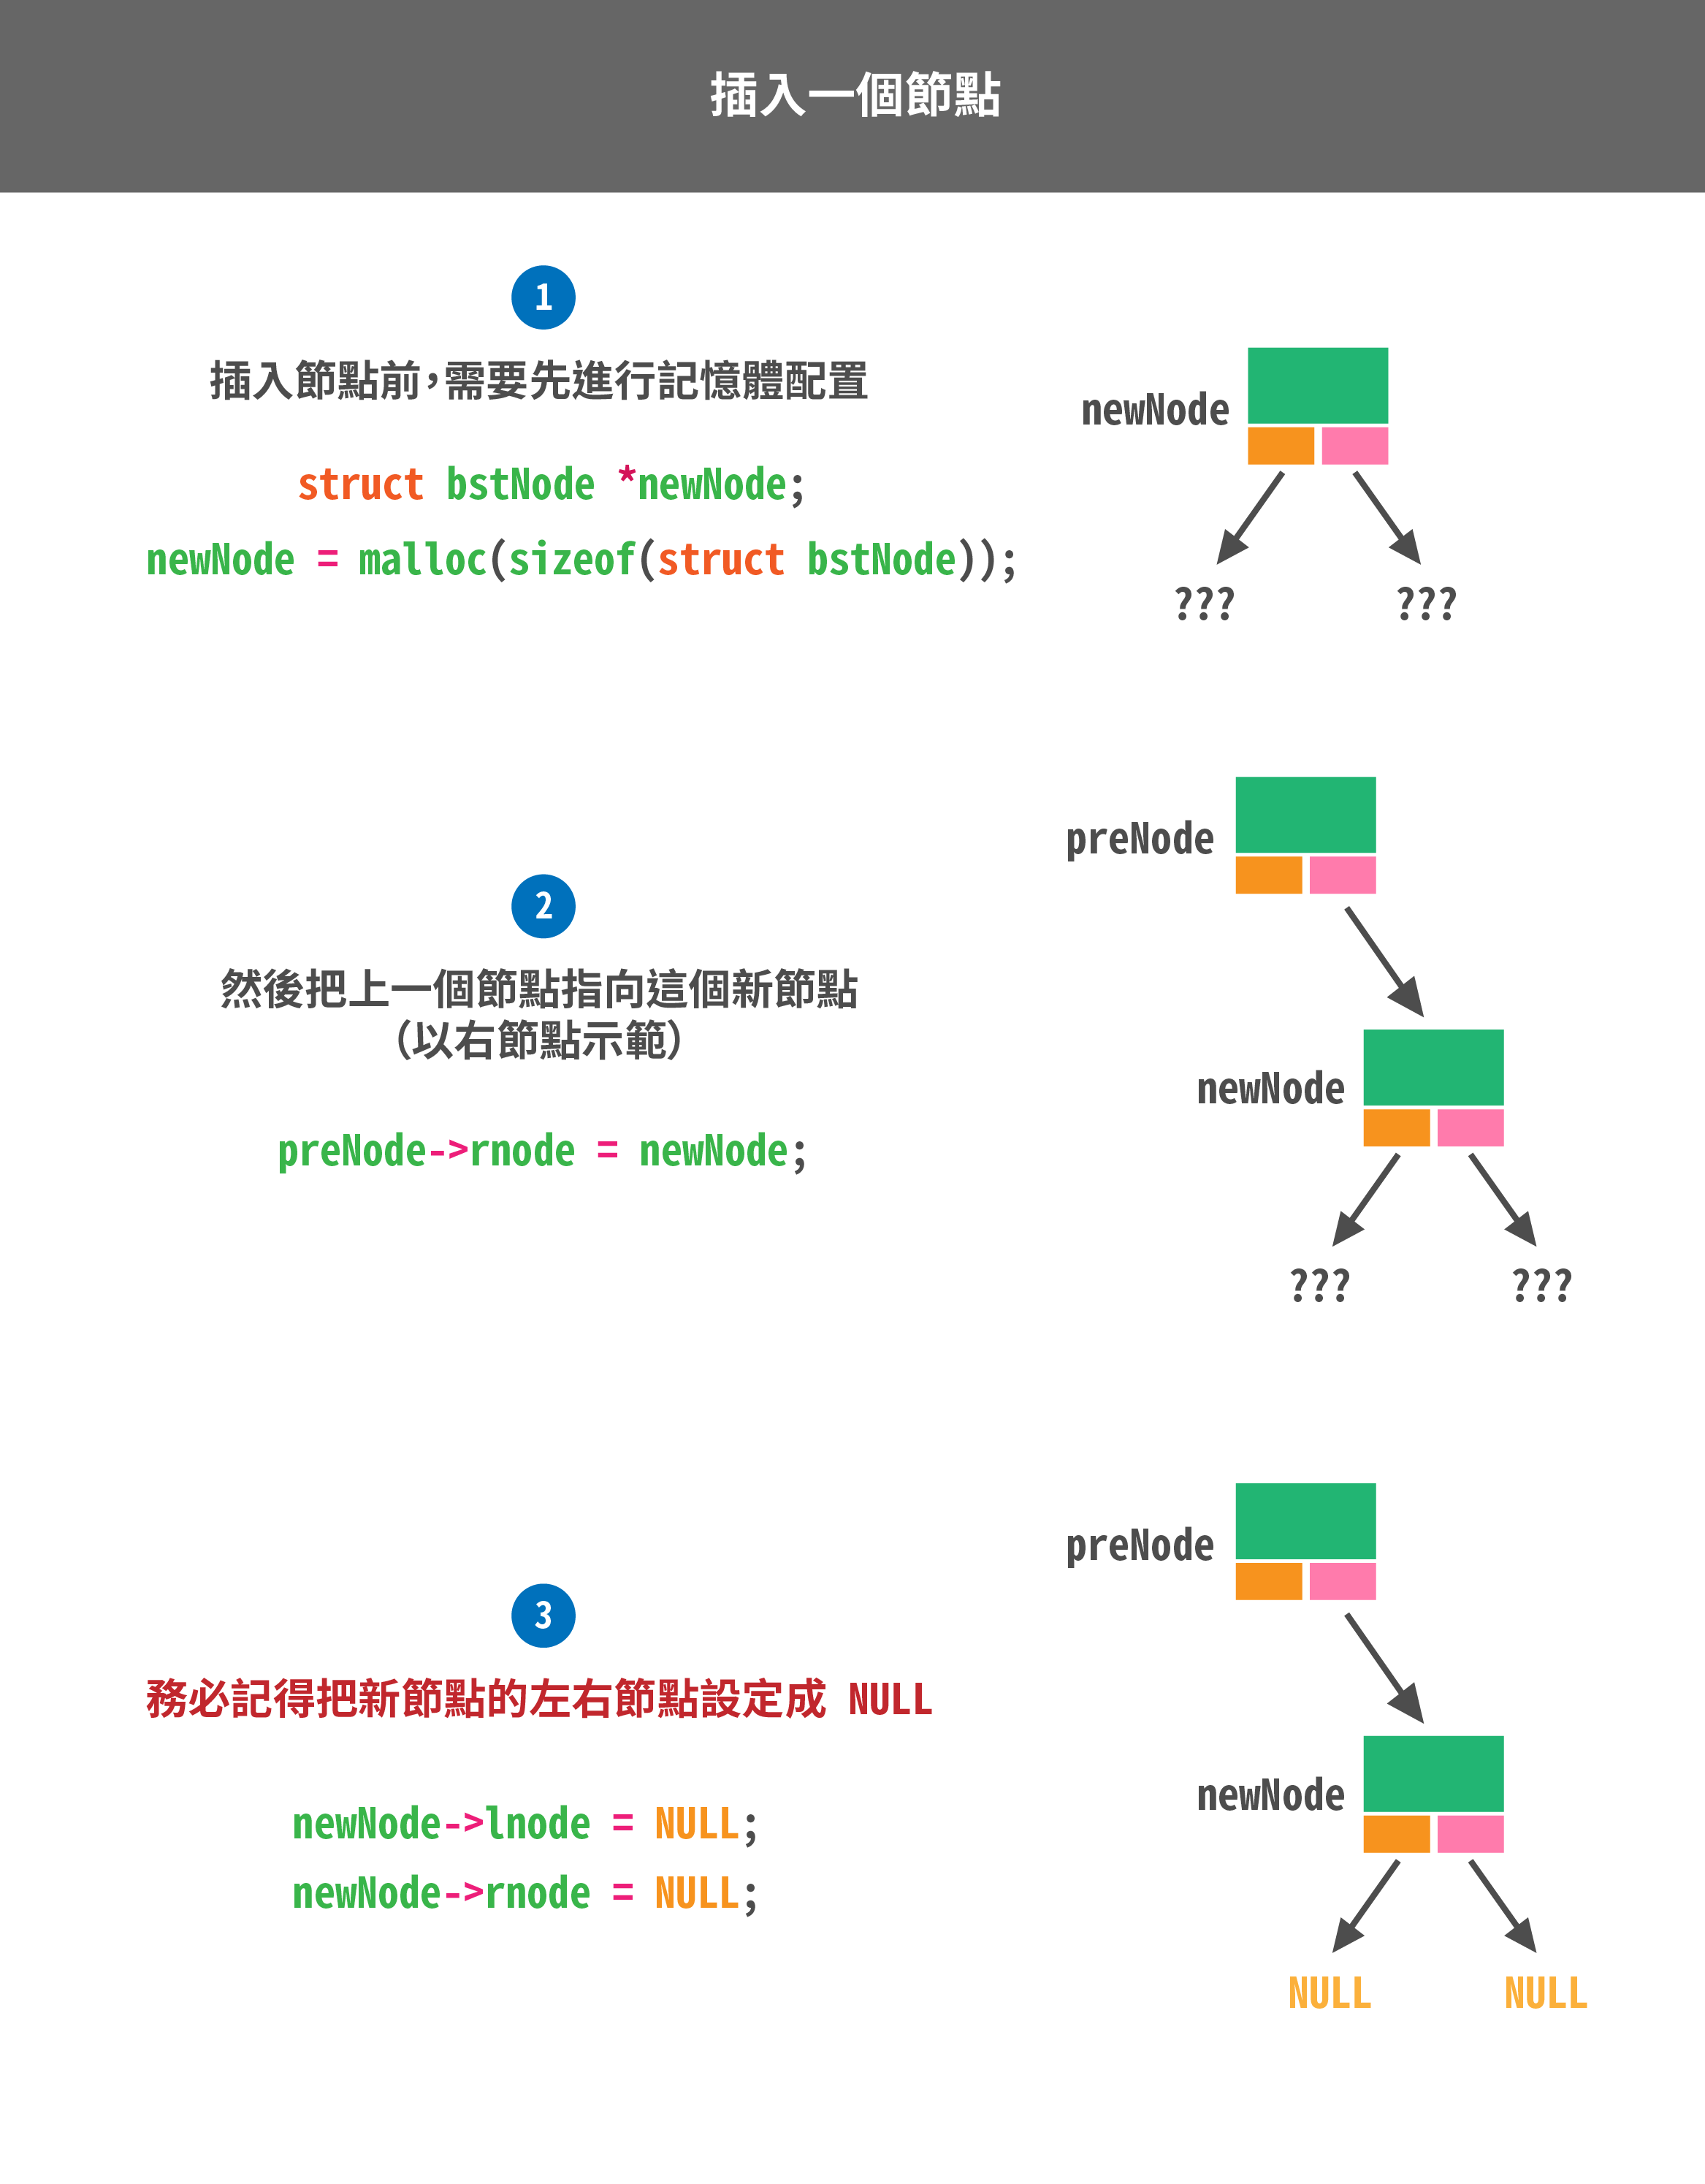 插入一個節點
1
插入節點前，需要先進行記憶體配置
struct bstNode *newNode;
newNode = malloc(sizeof(struct bstNode));
newNode
??? ???
2
然後把上一個節點指向這個新節點
（以右節點示範）
preNode->rnode = newNode;
preNode
newNode
??? ???
3
務必記得把新節點的左右節點設定成 NULL
newNode->lnode = NULL;
newNode->rnode = NULL;
preNode
newNode
NULL NULL